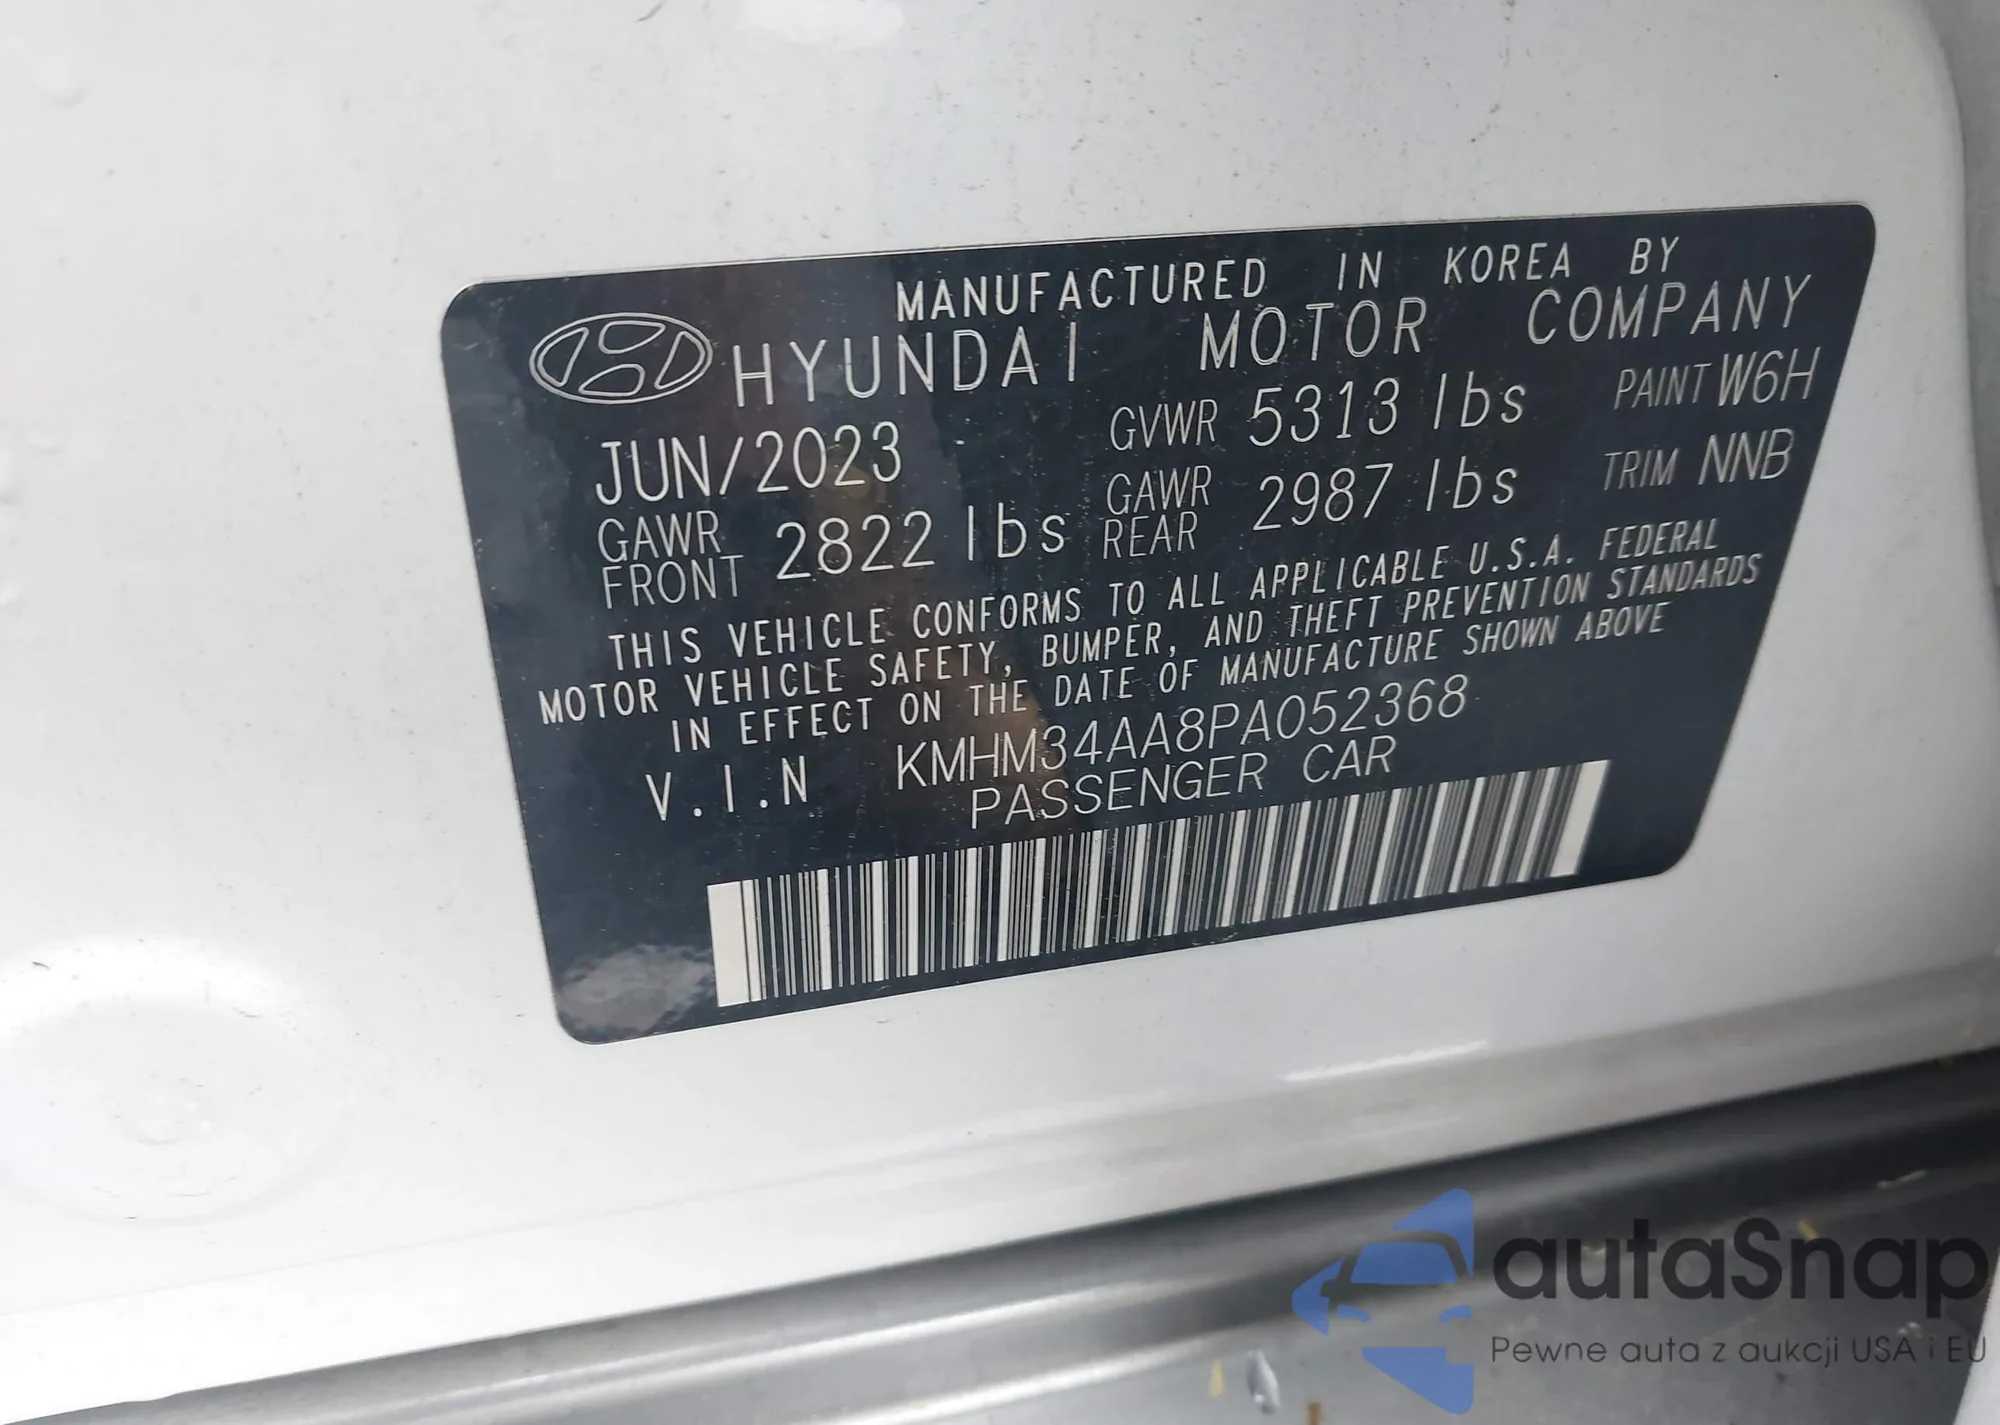 MANUFACTURED IN KOREA BY
HYUNDAI MOTOR COMPANY
JUN/2023 GVWR 5313 lbs PAINT W6H
GAWR FRONT 2822 lbs GAWR REAR 2987 lbs TRIM NNB
THIS VEHICLE CONFORMS TO ALL APPLICABLE U.S.A. FEDERAL
MOTOR VEHICLE SAFETY, BUMPER, AND THEFT PREVENTION STANDARDS
IN EFFECT ON THE DATE OF MANUFACTURE SHOWN ABOVE
V.I.N KMHM34AA8PA052368
PASSENGER CAR
autaSnap
Pewne auta z aukcji USA i EU